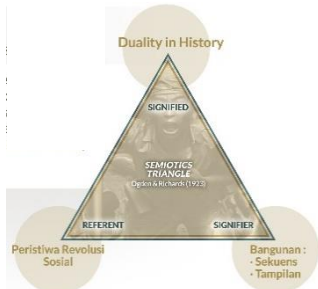 Duality in History
SIGNIFIED
SEMIOTICS
TRIANGLE
Ogden & Richards (1923)
REFERENT
SIGNIFIER
Peristiwa Revolusi
Sosial
Bangunan :
- Sekuens
- Tampilan